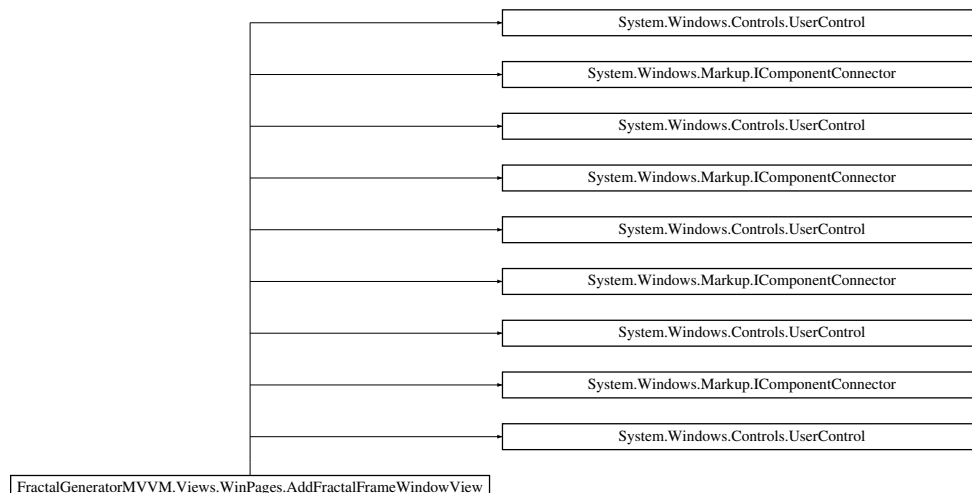 System.Windows.Controls.UserControl
System.Windows.Markup.IComponentConnector
System.Windows.Controls.UserControl
System.Windows.Markup.IComponentConnector
System.Windows.Controls.UserControl
System.Windows.Markup.IComponentConnector
System.Windows.Controls.UserControl
System.Windows.Markup.IComponentConnector
System.Windows.Controls.UserControl
FractalGeneratorMVVM.Views.WinPages.AddFractalFrameWindowView